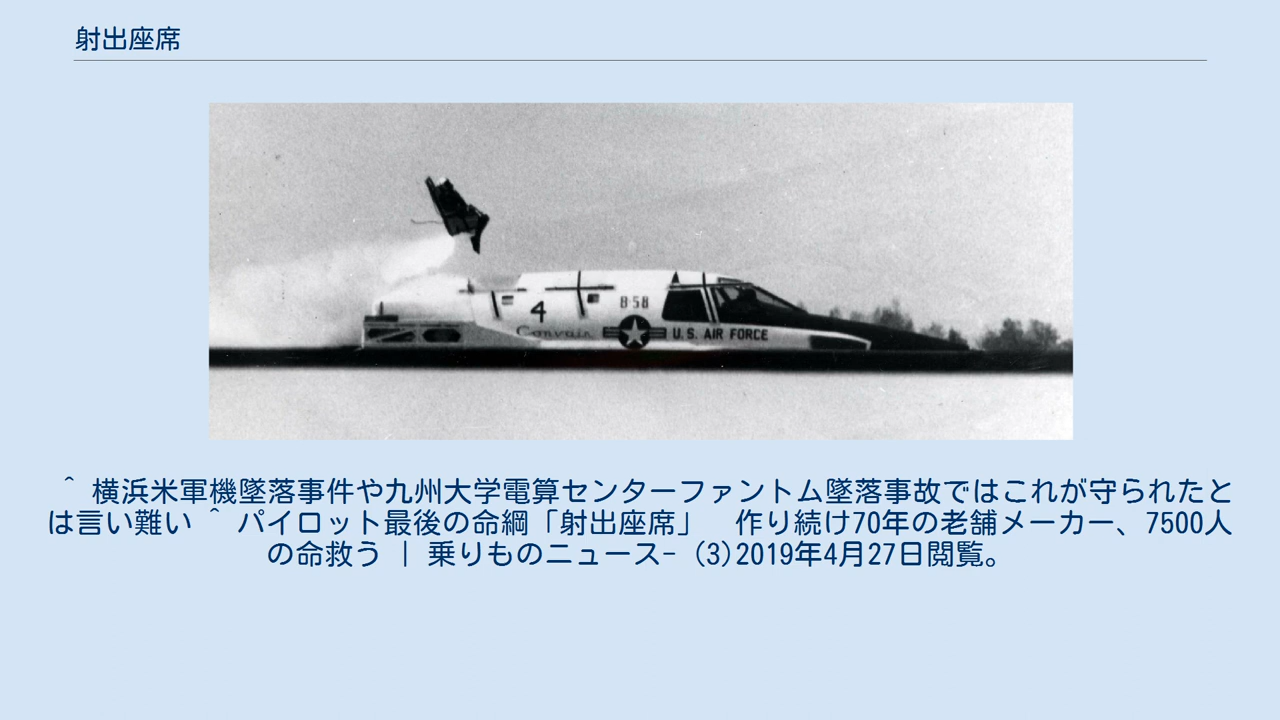 射出座席
4
B-58
Convair
U.S. AIR FORCE
^ 横浜米軍機墜落事件や九州大学電算センターファントム墜落事故ではこれが守られたと
は言い難い ^ パイロット最後の命綱「射出座席」　作り続け70年の老舗メーカー、7500人
の命救う | 乗りものニュース- (3)2019年4月27日閲覧。